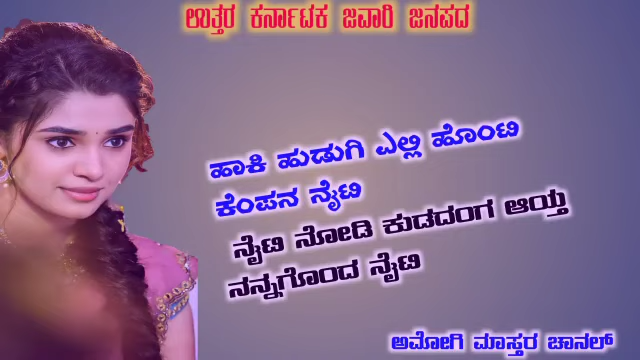 ಉತ್ತರ ಕರ್ನಾಟಕ ಜವಾರಿ ಜನಪದ
ಹಾಕಿ ಹುಡುಗಿ ಎಲ್ಲಿ ಹೊಂಟಿ
ಕೆಂಪನ ನೈಟಿ
ನೈಟಿ ನೋಡಿ ಕುಡದಂಗ ಆಯ್ತ
ನನ್ನಗೊಂದ ನೈಟಿ
ಅಮೋಗಿ ಮಾಸ್ತರ ಚಾನಲ್